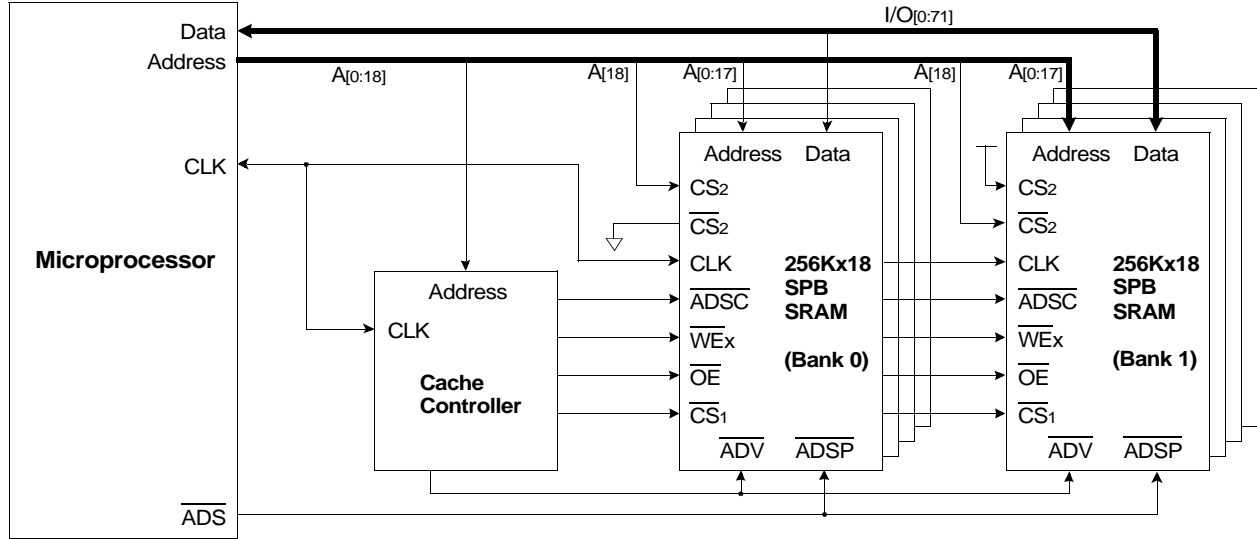 I/O[0:71]
Data
Address
A[0:18]
A[18]
A[0:17]
A[18]
A[0:17]
CLK
Microprocessor
ADS
Address
CLK
Cache
Controller
Address Data
CS2
CS2
CLK
ADSC
WEx
OE
CS1
ADV ADSP
256Kx18
SPB
SRAM
(Bank 0)
Address Data
CS2
CS2
CLK
ADSC
WEx
OE
CS1
ADV ADSP
256Kx18
SPB
SRAM
(Bank 1)